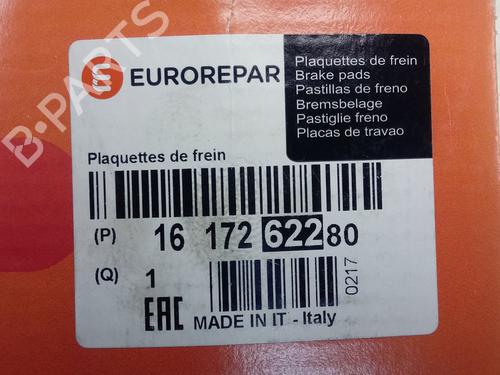 B-PARTS
EUROREPAR
Plaquettes de frein
Brake pads
Pastillas de freno
Bremsbelage
Pastiglie freno
Placas de travao
Plaquettes de frein
(P) 16 172 622 80
(Q) 1
0217
EAC
MADE IN IT - Italy